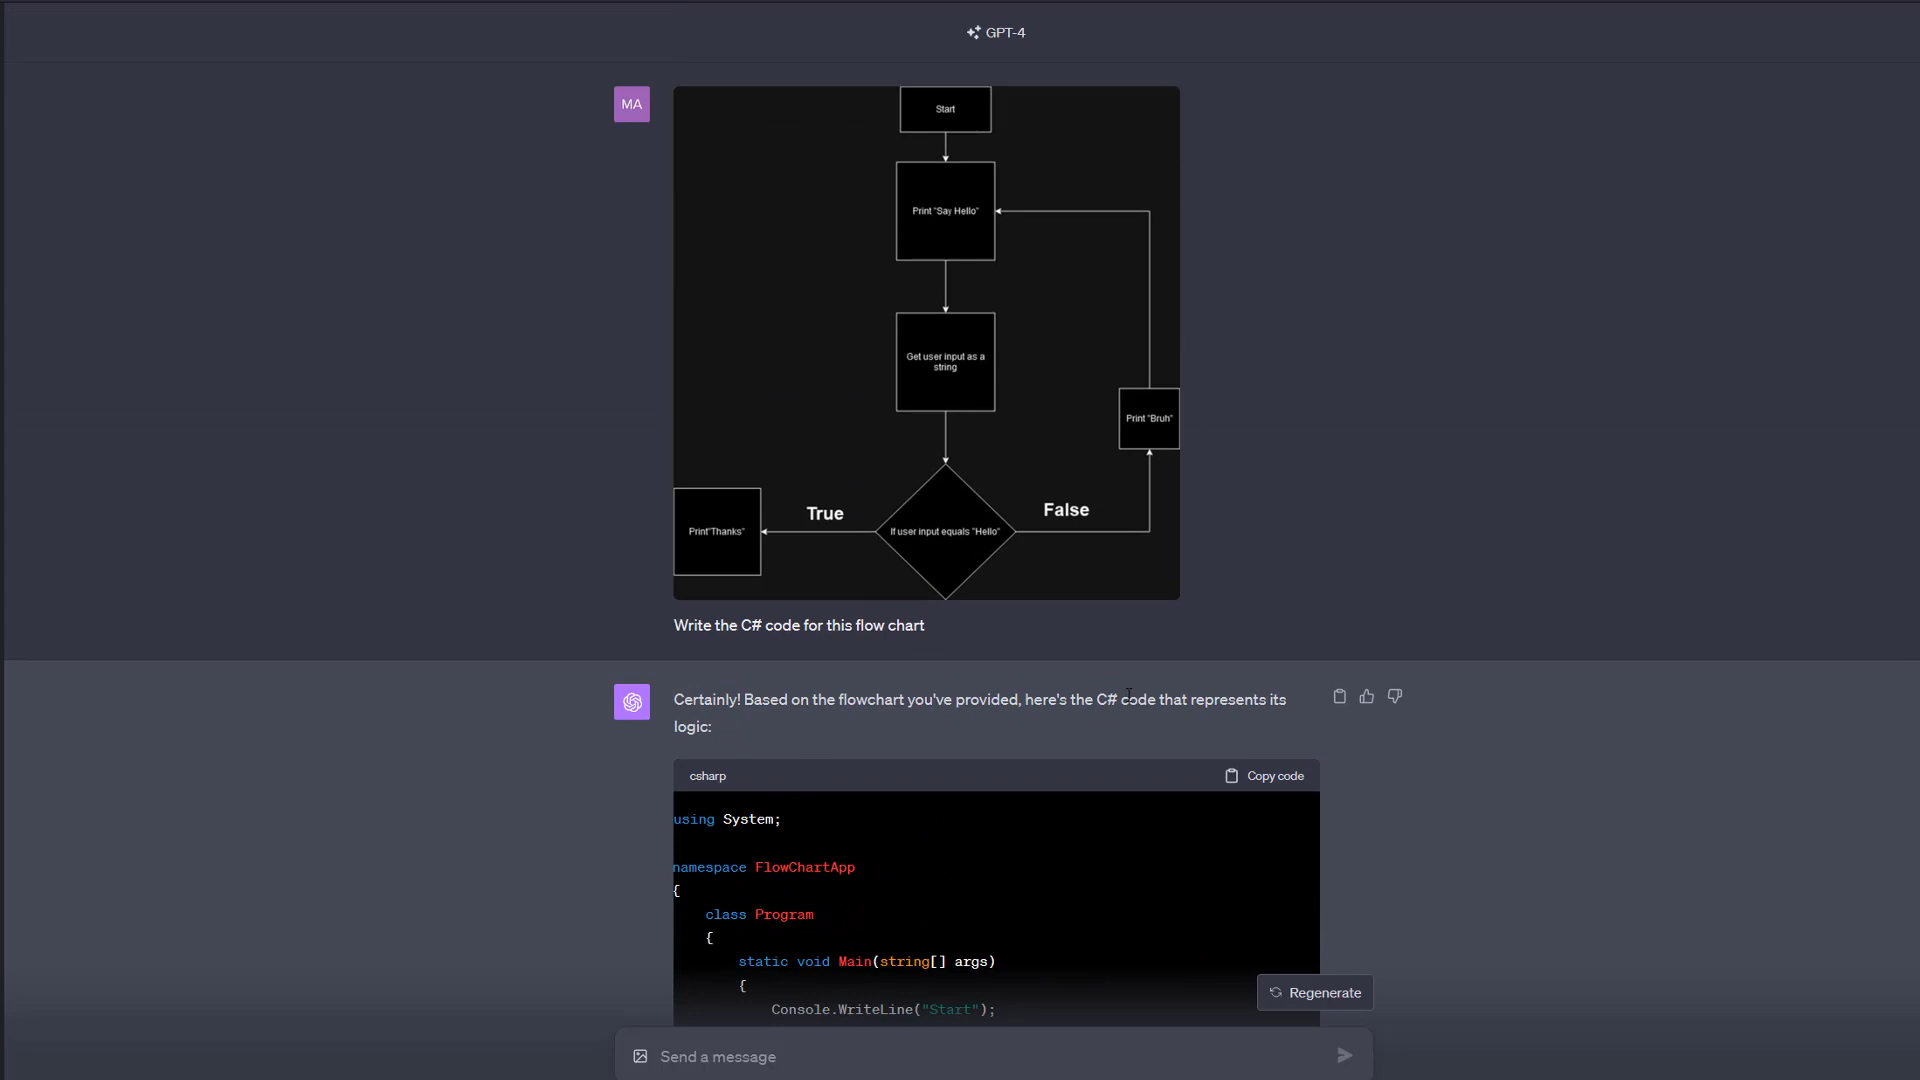 GPT-4
MA
Start
Print "Say Hello"
Get user input as a
string
Print "Bruh"
True
False
Print"Thanks"
If user input equals "Hello"
Write the C# code for this flow chart
Certainly! Based on the flowchart you've provided, here's the C# code that represents its
logic:
csharp
Copy code
using System;
namespace FlowChartApp
{
class Program
{
static void Main(string[] args)
{
Console.WriteLine("Start");
Regenerate
Send a message